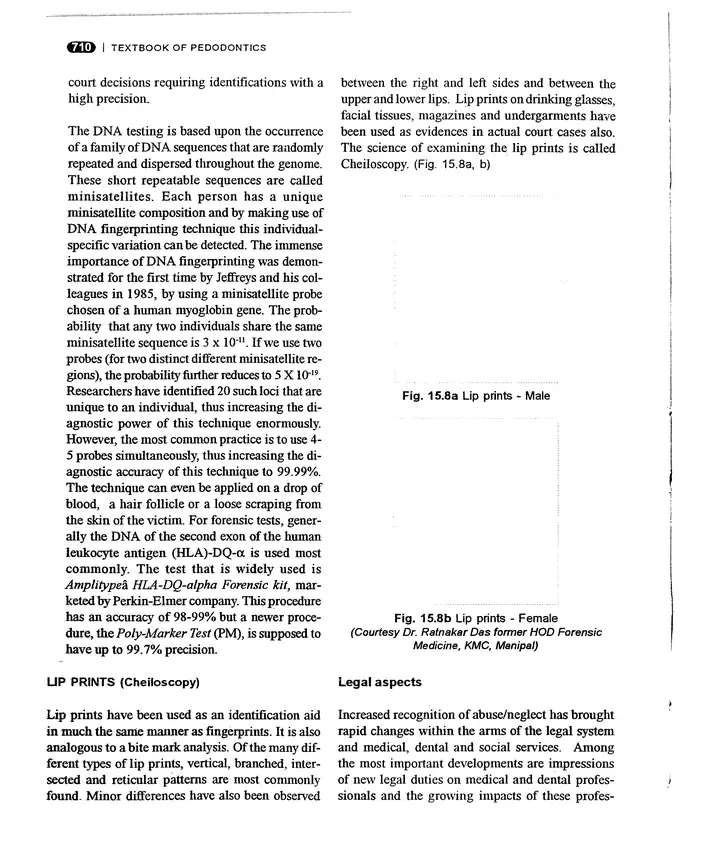 710 | TEXTBOOK OF PEDODONTICS
court decisions requiring identifications with a
high precision.
The DNA testing is based upon the occurrence
of a family of DNA sequences that are randomly
repeated and dispersed throughout the genome.
These short repeatable sequences are called
minisatellites. Each person has a unique
minisatellite composition and by making use of
DNA fingerprinting technique this individual-
specific variation can be detected. The immense
importance of DNA fingerprinting was demon-
strated for the first time by Jeffreys and his col-
leagues in 1985, by using a minisatellite probe
chosen of a human myoglobin gene. The prob-
ability that any two individuals share the same
minisatellite sequence is 3 x 10⁻¹¹. If we use two
probes (for two distinct different minisatellite re-
gions), the probability further reduces to 5 X 10⁻¹⁹.
Researchers have identified 20 such loci that are
unique to an individual, thus increasing the di-
agnostic power of this technique enormously.
However, the most common practice is to use 4-
5 probes simultaneously, thus increasing the di-
agnostic accuracy of this technique to 99.99%.
The technique can even be applied on a drop of
blood, a hair follicle or a loose scraping from
the skin of the victim. For forensic tests, gener-
ally the DNA of the second exon of the human
leukocyte antigen (HLA)-DQ-α is used most
commonly. The test that is widely used is
Amplitypeâ HLA-DQ-alpha Forensic kit, mar-
keted by Perkin-Elmer company. This procedure
has an accuracy of 98-99% but a newer proce-
dure, the Poly-Marker Test (PM), is supposed to
have up to 99.7% precision.
LIP PRINTS (Cheiloscopy)
Lip prints have been used as an identification aid
in much the same manner as fingerprints. It is also
analogous to a bite mark analysis. Of the many dif-
ferent types of lip prints, vertical, branched, inter-
sected and reticular patterns are most commonly
found. Minor differences have also been observed
between the right and left sides and between the
upper and lower lips. Lip prints on drinking glasses,
facial tissues, magazines and undergarments have
been used as evidences in actual court cases also.
The science of examining the lip prints is called
Cheiloscopy. (Fig. 15.8a, b)
Fig. 15.8a Lip prints - Male
Fig. 15.8b Lip prints - Female
(Courtesy Dr. Ratnakar Das former HOD Forensic
Medicine, KMC, Manipal)
Legal aspects
Increased recognition of abuse/neglect has brought
rapid changes within the arms of the legal system
and medical, dental and social services. Among
the most important developments are impressions
of new legal duties on medical and dental profes-
sionals and the growing impacts of these profes-